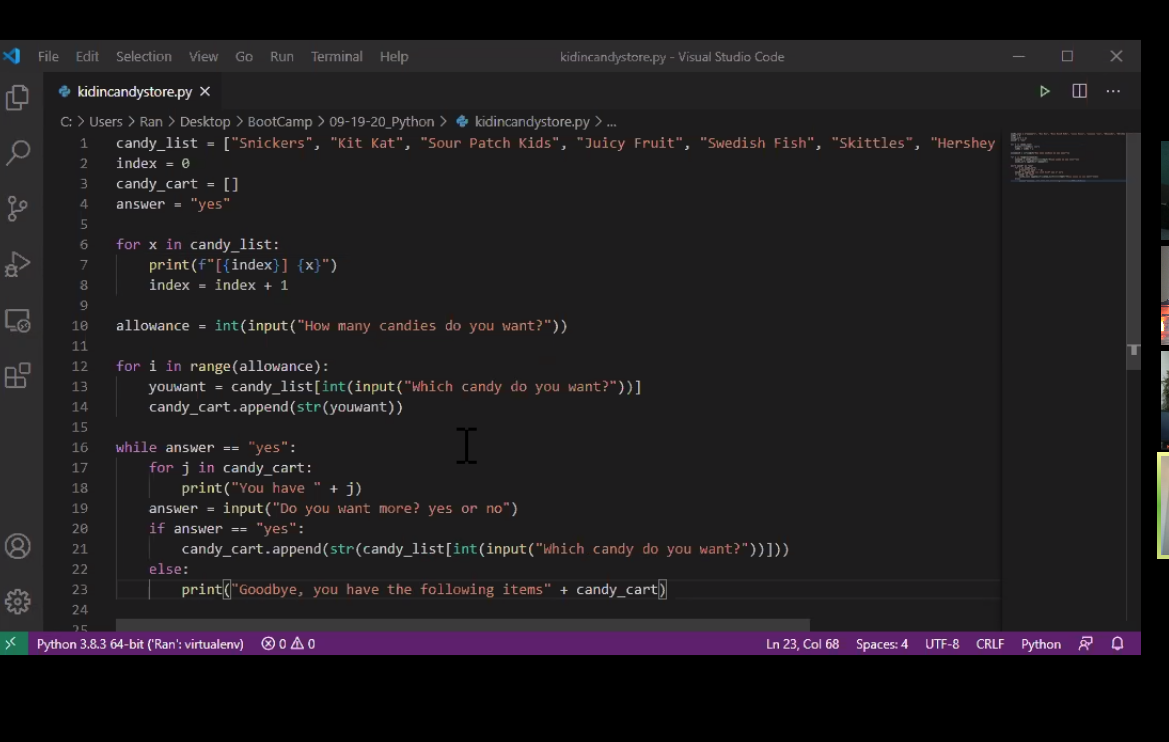 File Edit Selection View Go Run Terminal Help kidincandystore.py - Visual Studio Code
kidincandystore.py
C: > Users > Ran > Desktop > BootCamp > 09-19-20_Python > kidincandystore.py > ...
1 candy_list = ["Snickers", "Kit Kat", "Sour Patch Kids", "Juicy Fruit", "Swedish Fish", "Skittles", "Hershey
2 index = 0
3 candy_cart = []
4 answer = "yes"
5
6 for x in candy_list:
7     print(f"[{index}] {x}")
8     index = index + 1
9
10 allowance = int(input("How many candies do you want?"))
11
12 for i in range(allowance):
13     youwant = candy_list[int(input("Which candy do you want?"))]
14     candy_cart.append(str(youwant))
15
16 while answer == "yes":
17     for j in candy_cart:
18         print("You have " + j)
19     answer = input("Do you want more? yes or no")
20     if answer == "yes":
21         candy_cart.append(str(candy_list[int(input("Which candy do you want?"))]))
22     else:
23         print("Goodbye, you have the following items" + candy_cart)
24
25
Python 3.8.3 64-bit ('Ran': virtualenv) 0 0 Ln 23, Col 68 Spaces: 4 UTF-8 CRLF Python